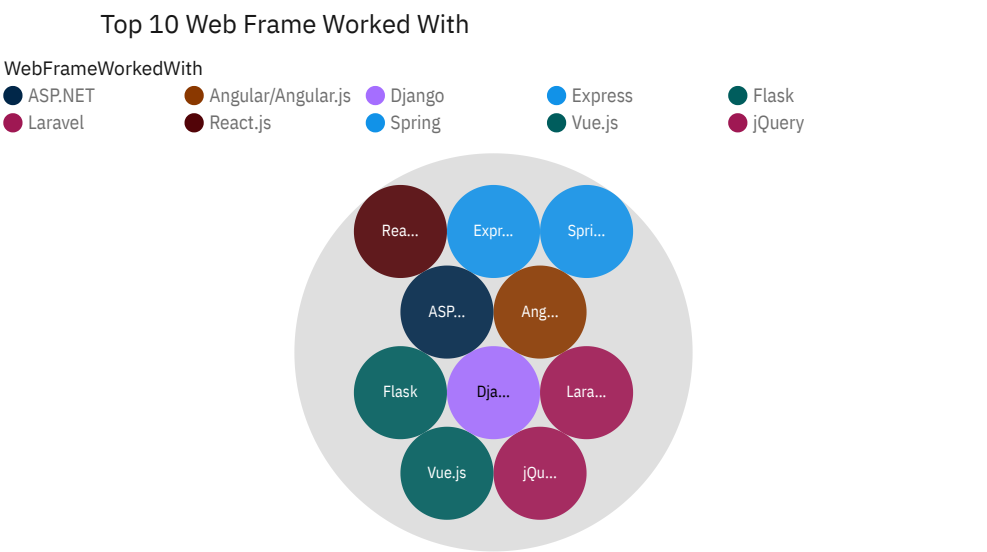 Top 10 Web Frame Worked With
WebFrameWorkedWith
ASP.NET Angular/Angular.js Django Express Flask
Laravel React.js Spring Vue.js jQuery
Rea... Expr... Spri...
ASP... Ang...
Flask Dja... Lara...
Vue.js jQu...